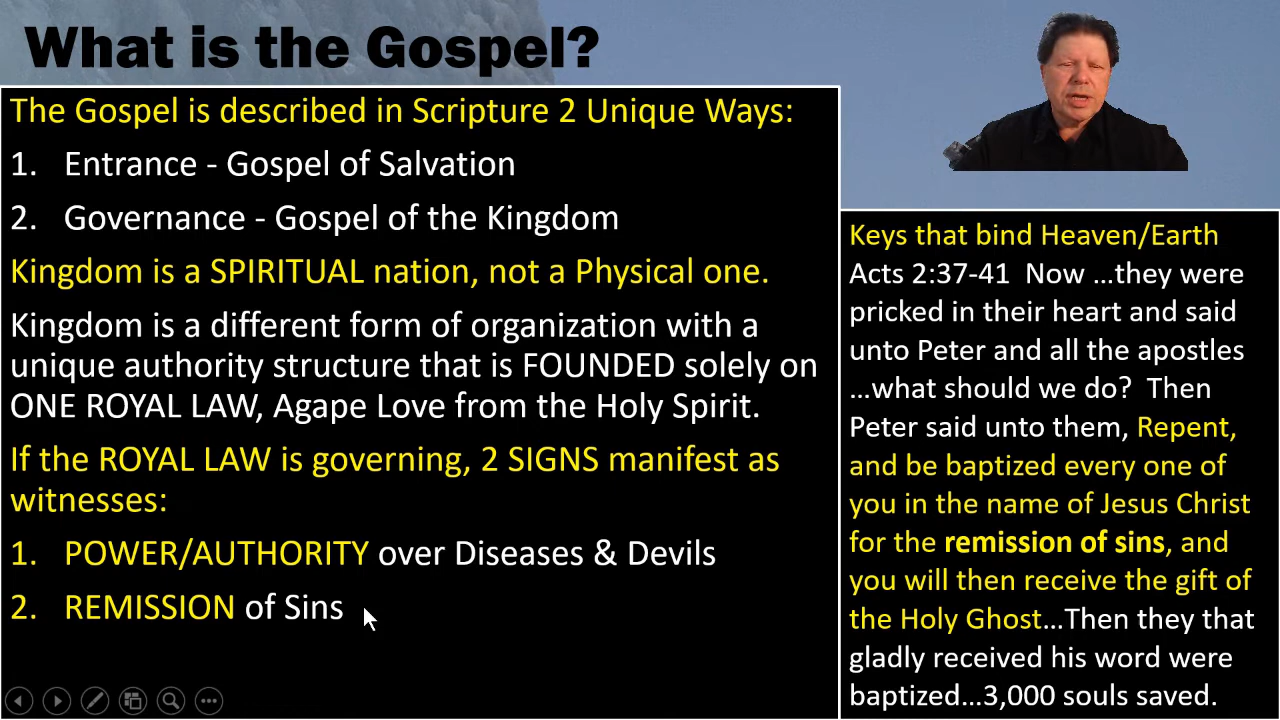 What is the Gospel?
The Gospel is described in Scripture 2 Unique Ways:
1. Entrance - Gospel of Salvation
2. Governance - Gospel of the Kingdom
Kingdom is a SPIRITUAL nation, not a Physical one.
Kingdom is a different form of organization with a
unique authority structure that is FOUNDED solely on
ONE ROYAL LAW, Agape Love from the Holy Spirit.
If the ROYAL LAW is governing, 2 SIGNS manifest as
witnesses:
1. POWER/AUTHORITY over Diseases & Devils
2. REMISSION of Sins
Keys that bind Heaven/Earth
Acts 2:37-41 Now ...they were
pricked in their heart and said
unto Peter and all the apostles
...what should we do? Then
Peter said unto them, Repent,
and be baptized every one of
you in the name of Jesus Christ
for the remission of sins, and
you will then receive the gift of
the Holy Ghost...Then they that
gladly received his word were
baptized...3,000 souls saved.